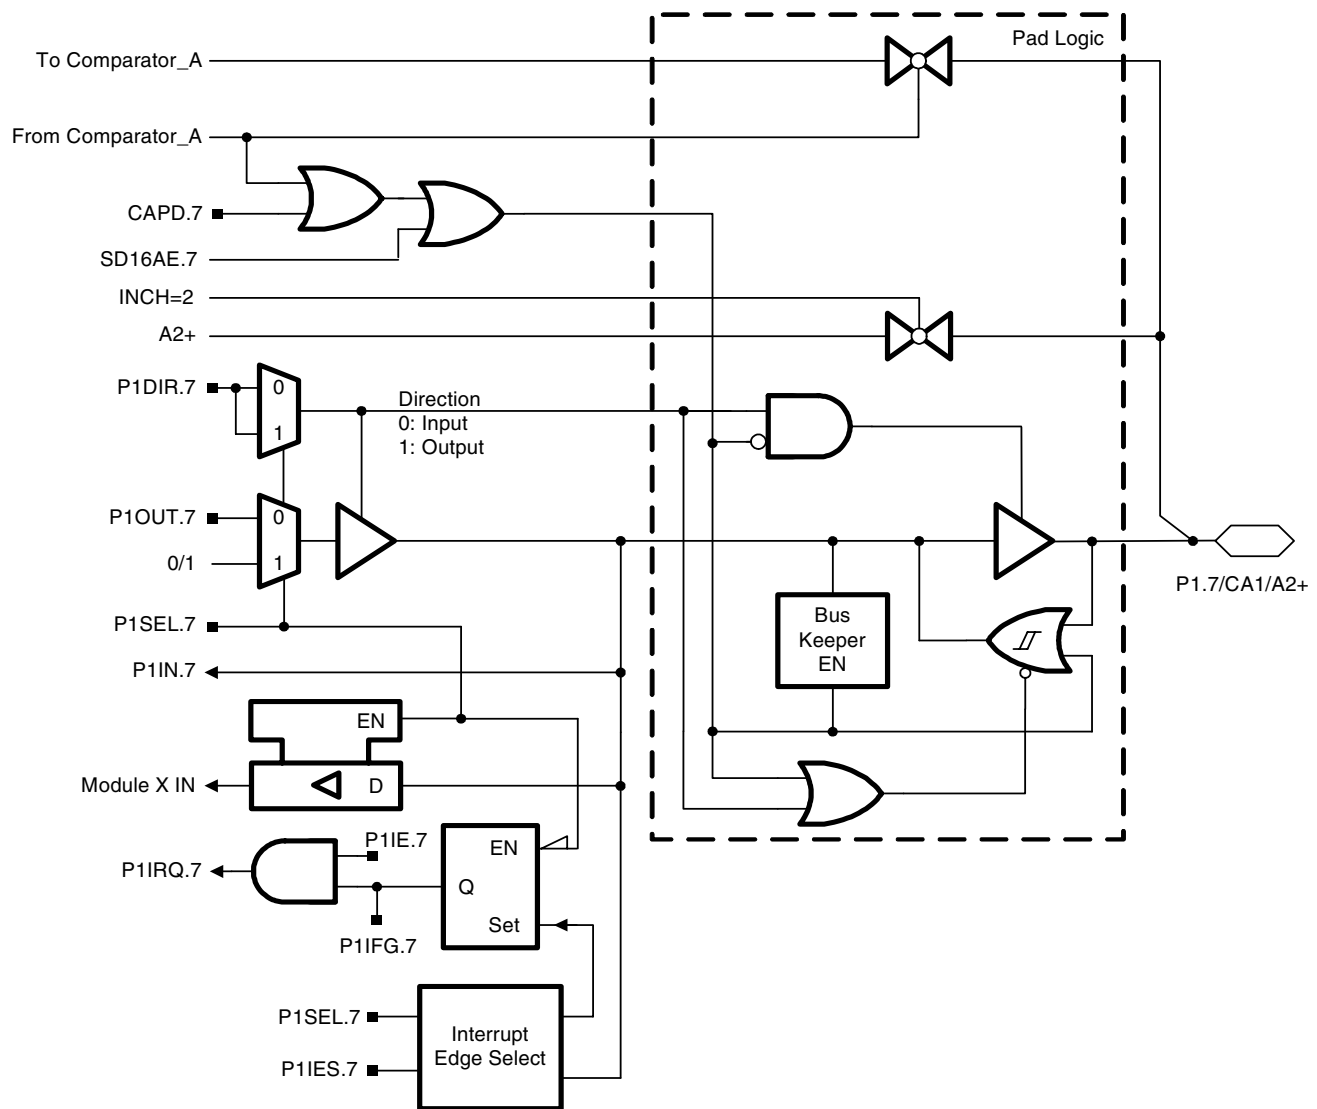 Pad Logic
To Comparator_A
From Comparator_A
CAPD.7
SD16AE.7
INCH=2
A2+
P1DIR.7
0
1
Direction
0: Input
1: Output
P1OUT.7
0
0/1
1
P1.7/CA1/A2+
P1SEL.7
Bus
Keeper
EN
P1IN.7
EN
Module X IN
D
P1IE.7
EN
P1IRQ.7
Q
Set
P1IFG.7
P1SEL.7
Interrupt
Edge Select
P1IES.7